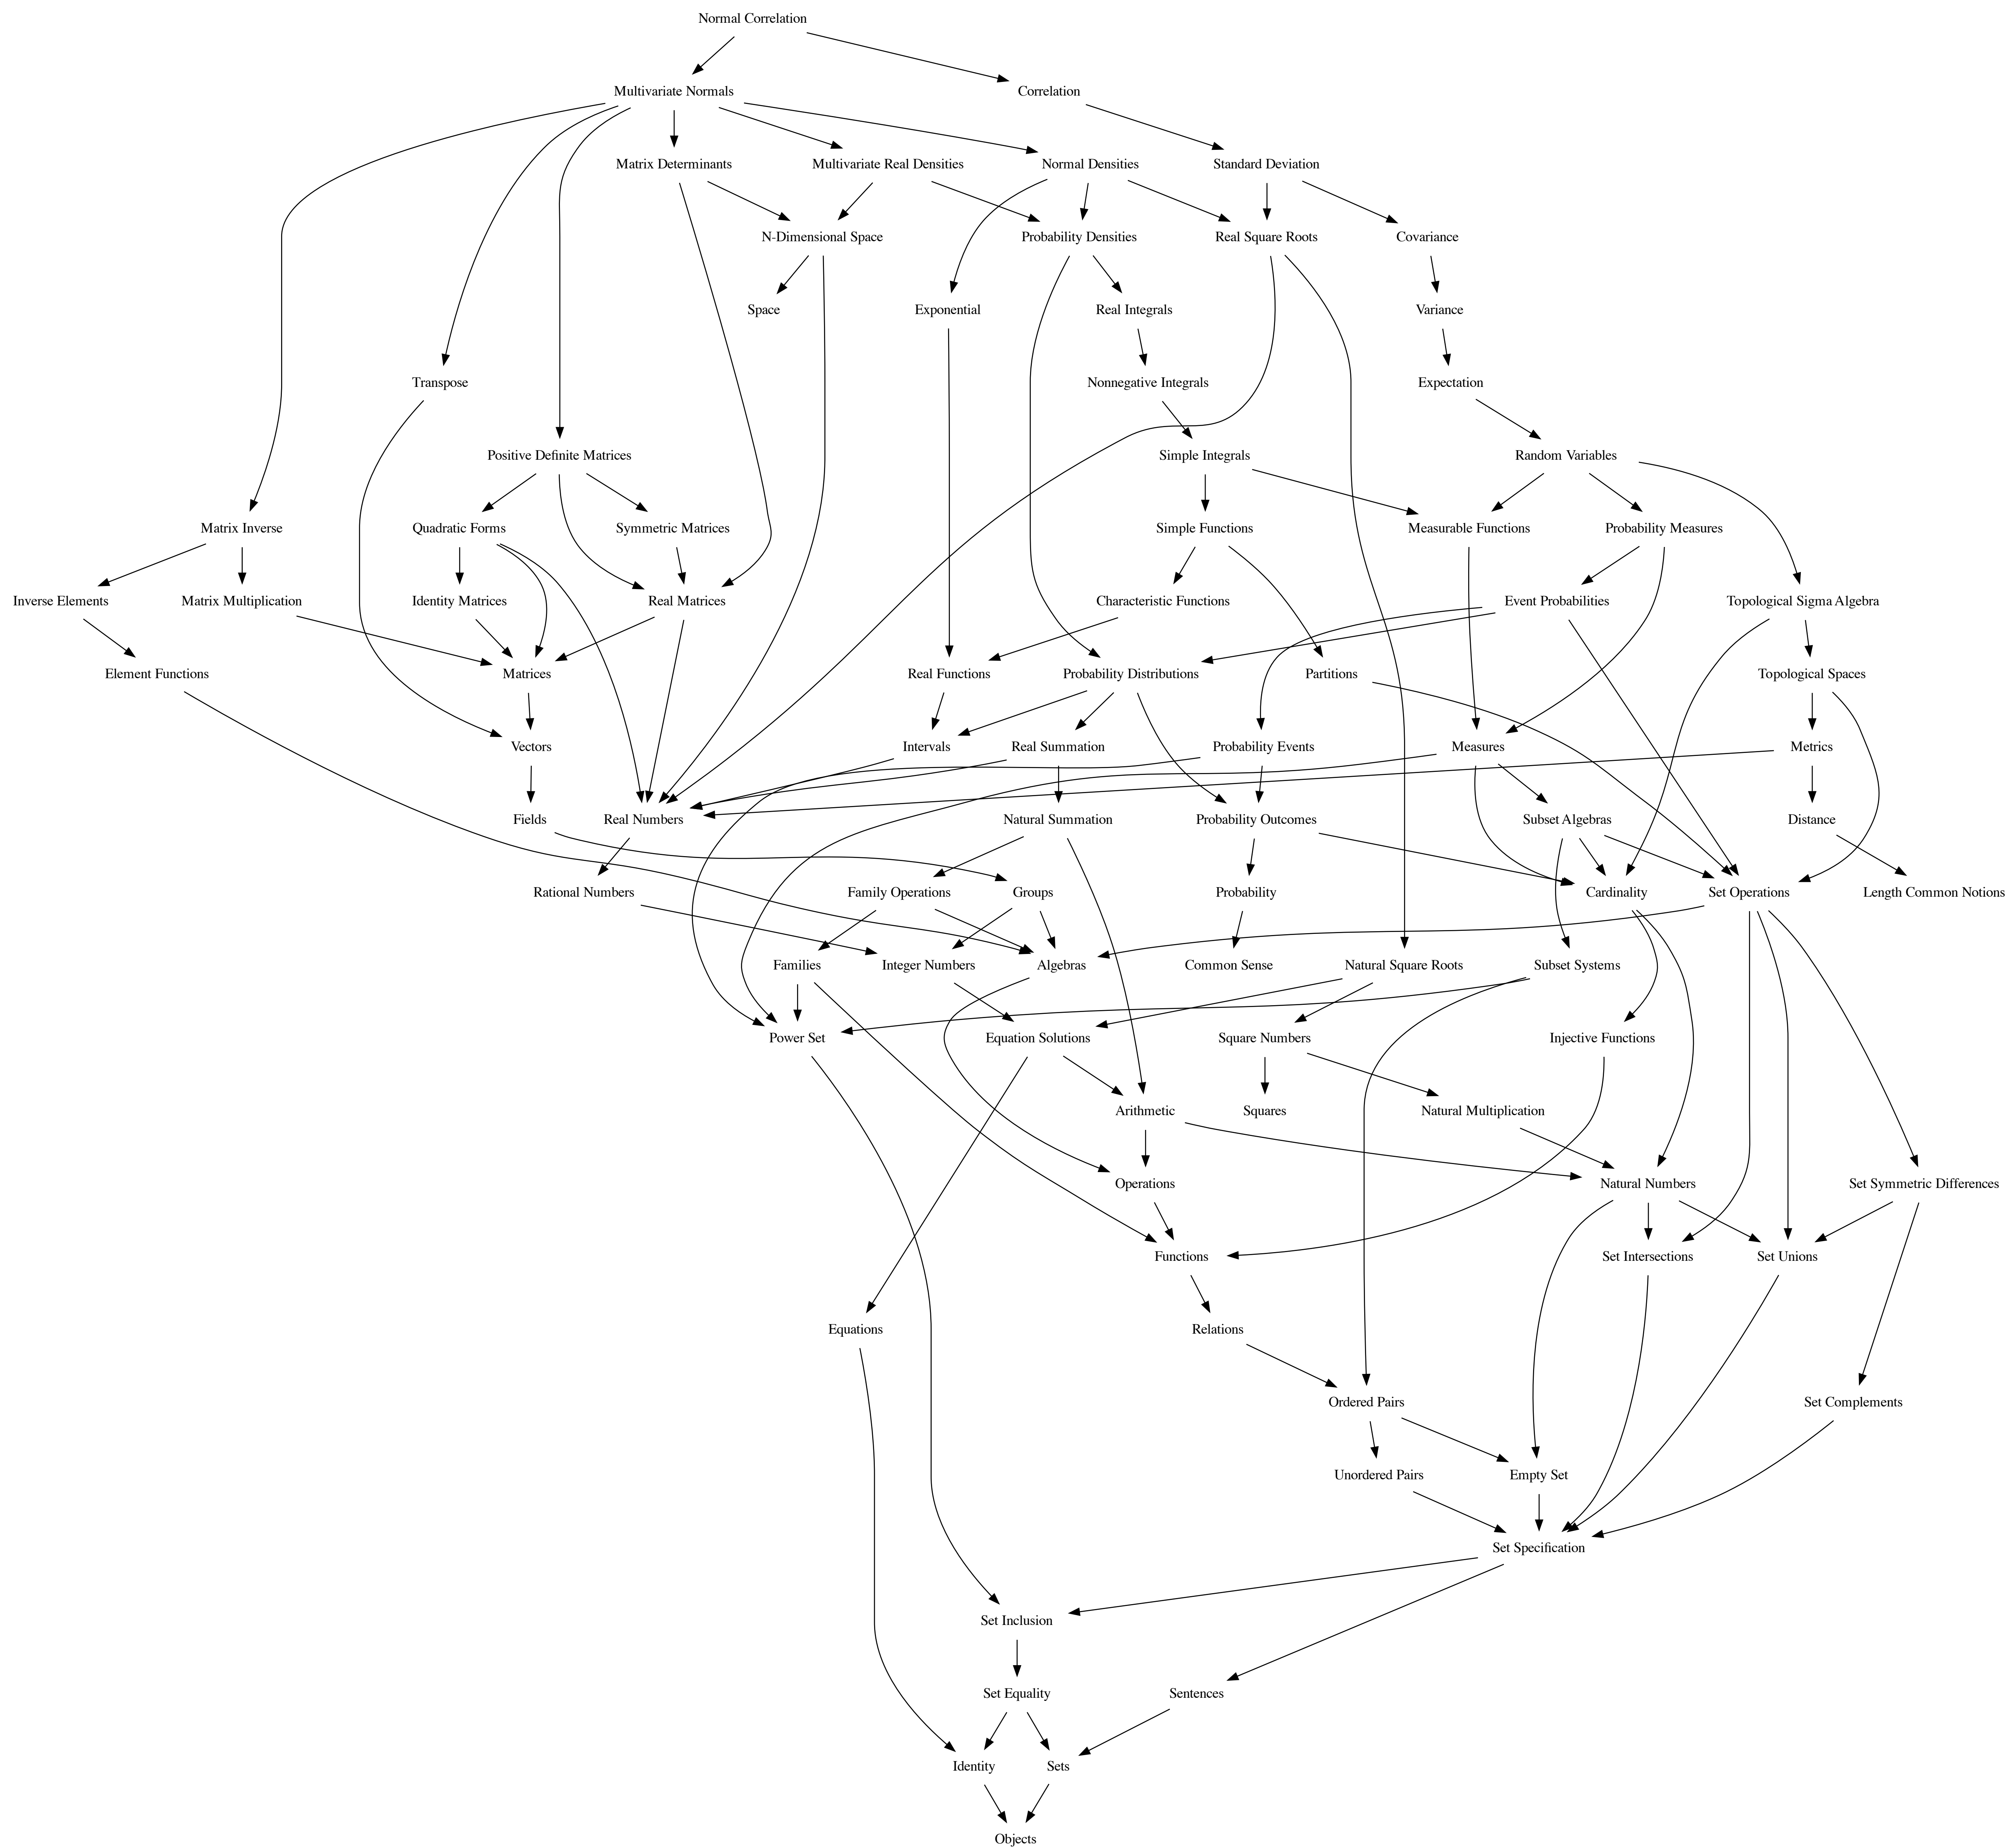 Normal Correlation
Multivariate Normals
Correlation
Matrix Determinants
Multivariate Real Densities
Normal Densities
Standard Deviation
N-Dimensional Space
Probability Densities
Real Square Roots
Covariance
Space
Exponential
Real Integrals
Variance
Transpose
Nonnegative Integrals
Expectation
Positive Definite Matrices
Simple Integrals
Random Variables
Matrix Inverse
Quadratic Forms
Symmetric Matrices
Simple Functions
Measurable Functions
Probability Measures
Inverse Elements
Matrix Multiplication
Identity Matrices
Real Matrices
Characteristic Functions
Event Probabilities
Topological Sigma Algebra
Element Functions
Matrices
Real Functions
Probability Distributions
Partitions
Topological Spaces
Vectors
Intervals
Real Summation
Probability Events
Measures
Metrics
Fields
Real Numbers
Natural Summation
Probability Outcomes
Subset Algebras
Distance
Rational Numbers
Family Operations
Groups
Probability
Cardinality
Set Operations
Length Common Notions
Families
Integer Numbers
Algebras
Common Sense
Natural Square Roots
Subset Systems
Power Set
Equation Solutions
Square Numbers
Injective Functions
Arithmetic
Squares
Natural Multiplication
Operations
Natural Numbers
Set Symmetric Differences
Functions
Set Intersections
Set Unions
Equations
Relations
Ordered Pairs
Set Complements
Unordered Pairs
Empty Set
Set Specification
Set Inclusion
Set Equality
Sentences
Identity
Sets
Objects